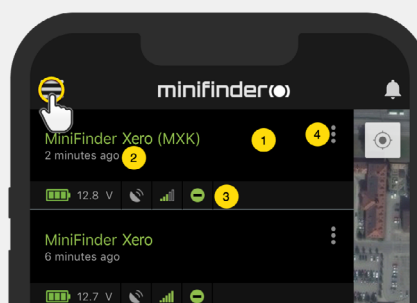 minifinder
MiniFinder Xero (MXK)
1
4
2 minutes ago
2
12.8 V
3
MiniFinder Xero
6 minutes ago
12.7 V